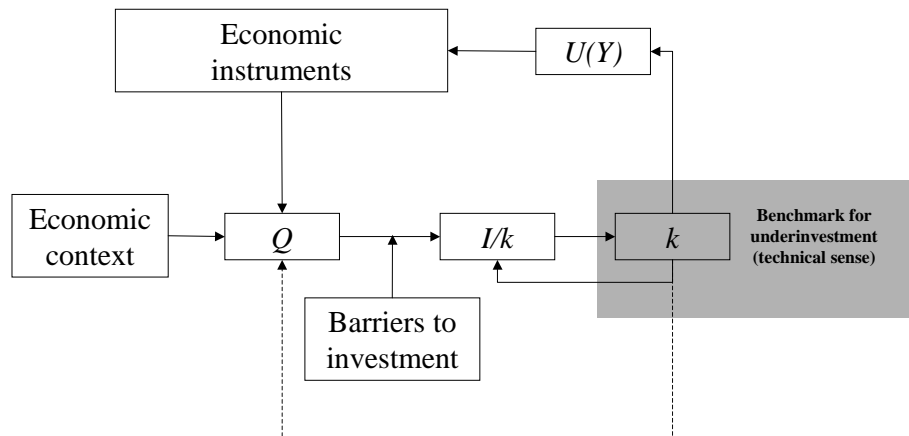 Economic
instruments
U(Y)
Economic
context
Q
I/k
k
Benchmark for
underinvestment
(technical sense)
Barriers to
investment